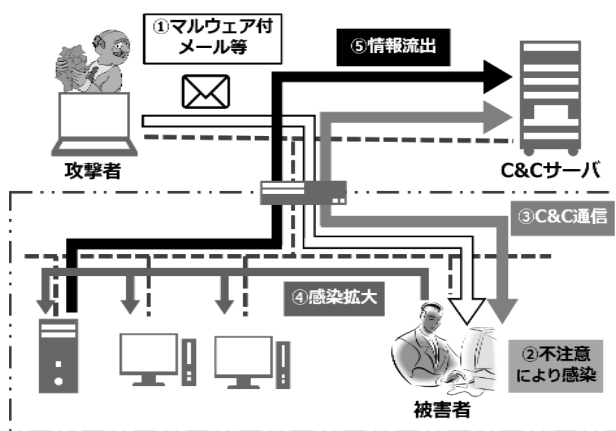 ①マルウェア付
メール等
⑤情報流出
攻撃者
C&Cサーバ
③C&C通信
④感染拡大
②不注意
により感染
被害者